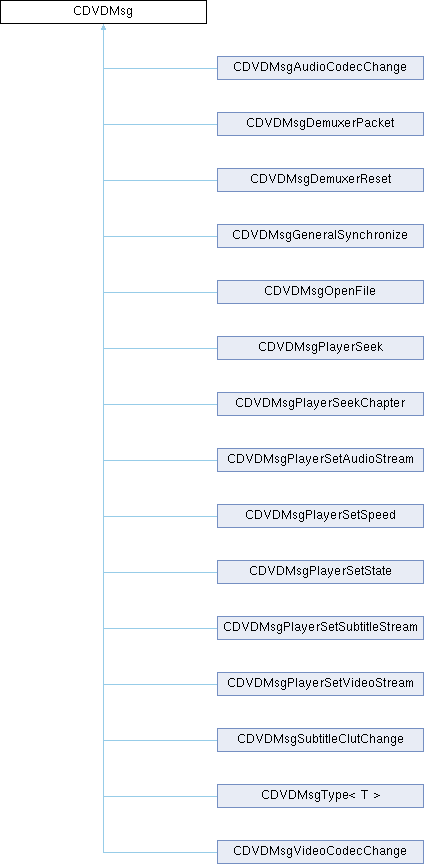 CDVDMsg
CDVDMsgAudioCodecChange
CDVDMsgDemuxerPacket
CDVDMsgDemuxerReset
CDVDMsgGeneralSynchronize
CDVDMsgOpenFile
CDVDMsgPlayerSeek
CDVDMsgPlayerSeekChapter
CDVDMsgPlayerSetAudioStream
CDVDMsgPlayerSetSpeed
CDVDMsgPlayerSetState
CDVDMsgPlayerSetSubtitleStream
CDVDMsgPlayerSetVideoStream
CDVDMsgSubtitleClutChange
CDVDMsgType< T >
CDVDMsgVideoCodecChange